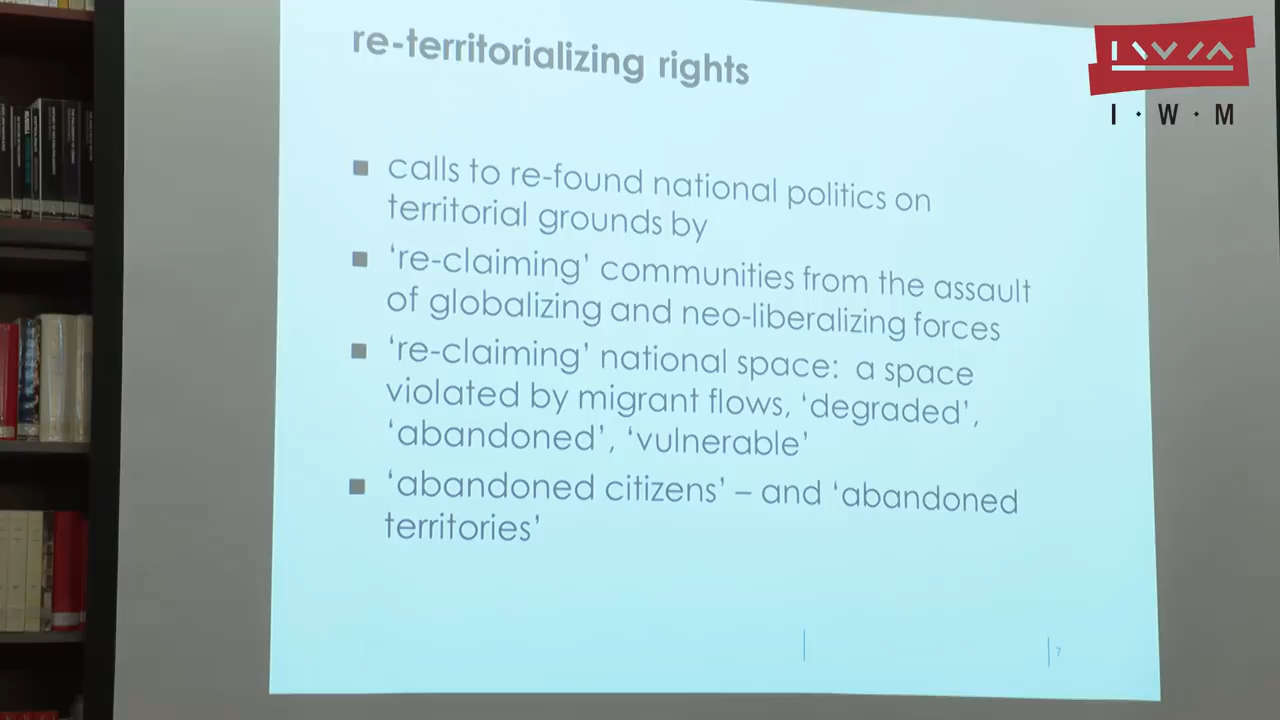 re-territorializing rights
I · W · M
calls to re-found national politics on
territorial grounds by
‘re-claiming’ communities from the assault
of globalizing and neo-liberalizing forces
‘re-claiming’ national space: a space
violated by migrant flows, ‘degraded’,
‘abandoned’, ‘vulnerable’
‘abandoned citizens’ – and ‘abandoned
territories’
7